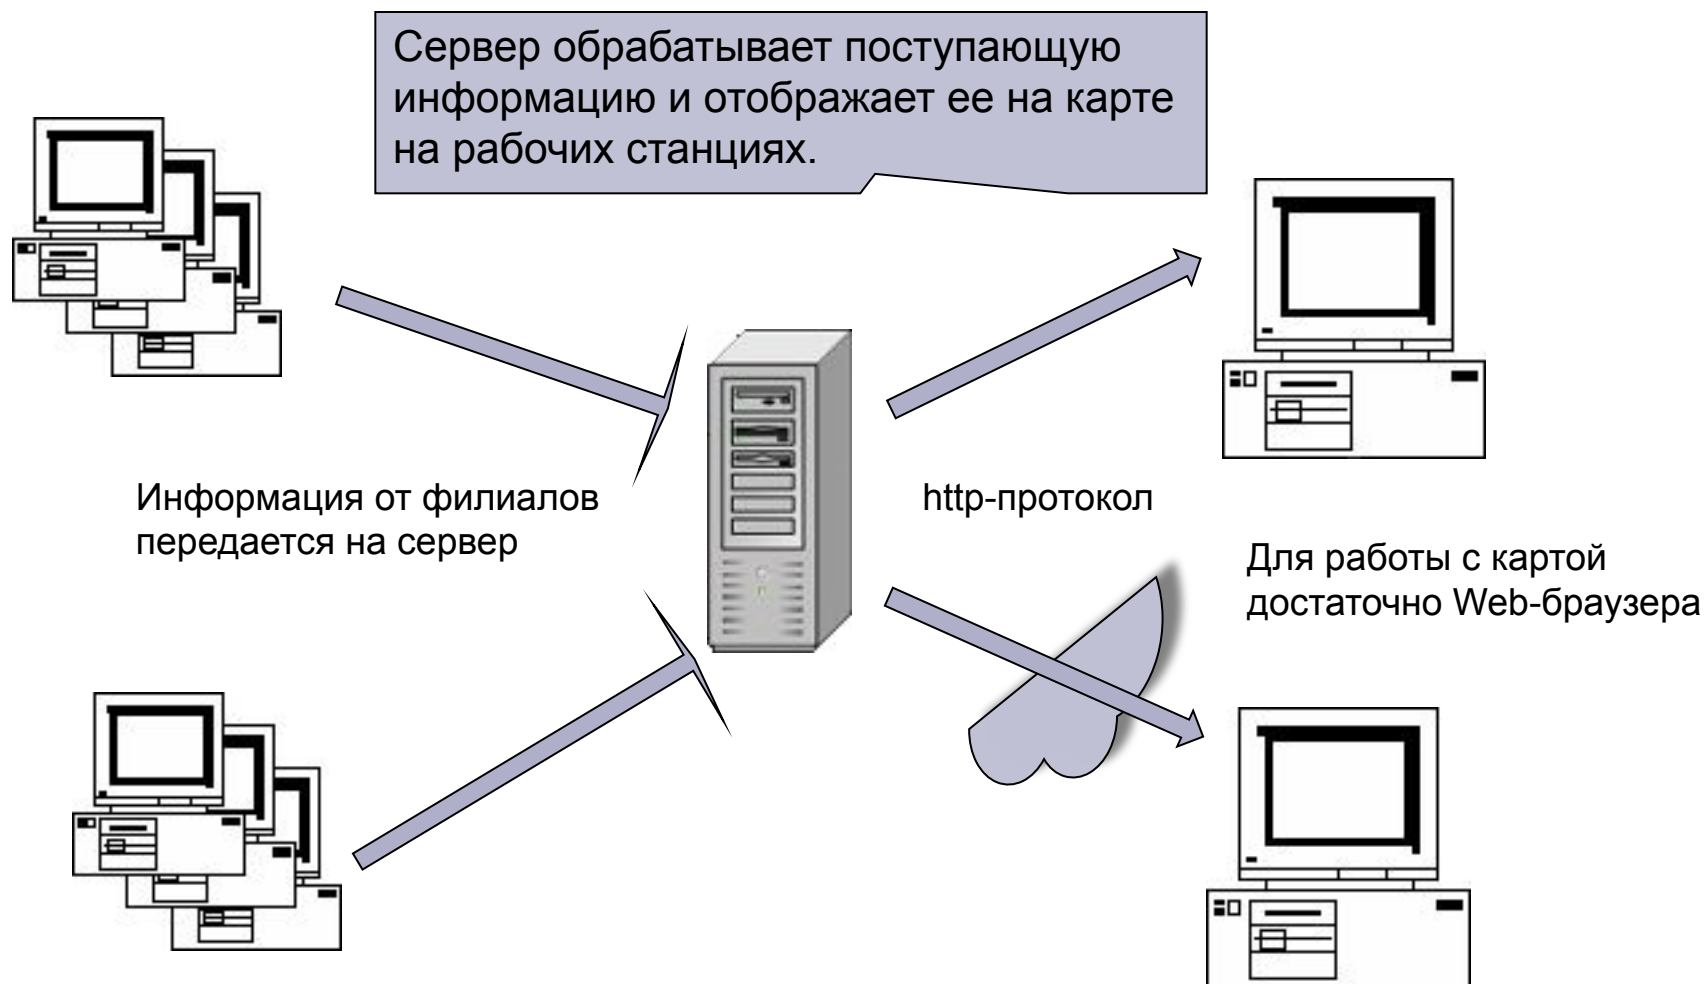 Сервер обрабатывает поступающую
информацию и отображает ее на карте
на рабочих станциях.
Информация от филиалов
передается на сервер
http-протокол
Для работы с картой
достаточно Web-браузера